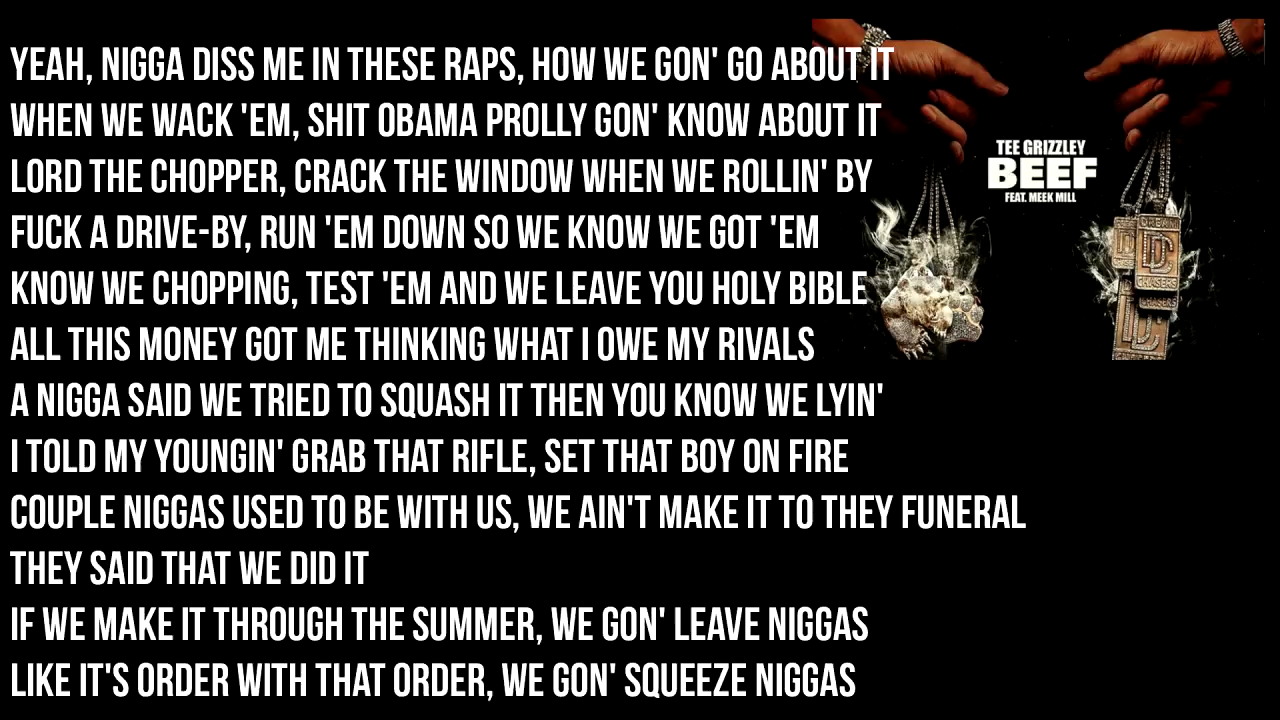 YEAH, NIGGA DISS ME IN THESE RAPS, HOW WE GON' GO ABOUT IT
WHEN WE WACK 'EM, SHIT OBAMA PROLLY GON' KNOW ABOUT IT
LORD THE CHOPPER, CRACK THE WINDOW WHEN WE ROLLIN' BY
FUCK A DRIVE-BY, RUN 'EM DOWN SO WE KNOW WE GOT 'EM
KNOW WE CHOPPING, TEST 'EM AND WE LEAVE YOU HOLY BIBLE
ALL THIS MONEY GOT ME THINKING WHAT I OWE MY RIVALS
A NIGGA SAID WE TRIED TO SQUASH IT THEN YOU KNOW WE LYIN'
I TOLD MY YOUNGIN' GRAB THAT RIFLE, SET THAT BOY ON FIRE
COUPLE NIGGAS USED TO BE WITH US, WE AIN'T MAKE IT TO THEY FUNERAL
THEY SAID THAT WE DID IT
IF WE MAKE IT THROUGH THE SUMMER, WE GON' LEAVE NIGGAS
LIKE IT'S ORDER WITH THAT ORDER, WE GON' SQUEEZE NIGGAS
TEE GRIZZLEY
BEEF
FEAT. MEEK MILL
DREAM
DC
CHASERS